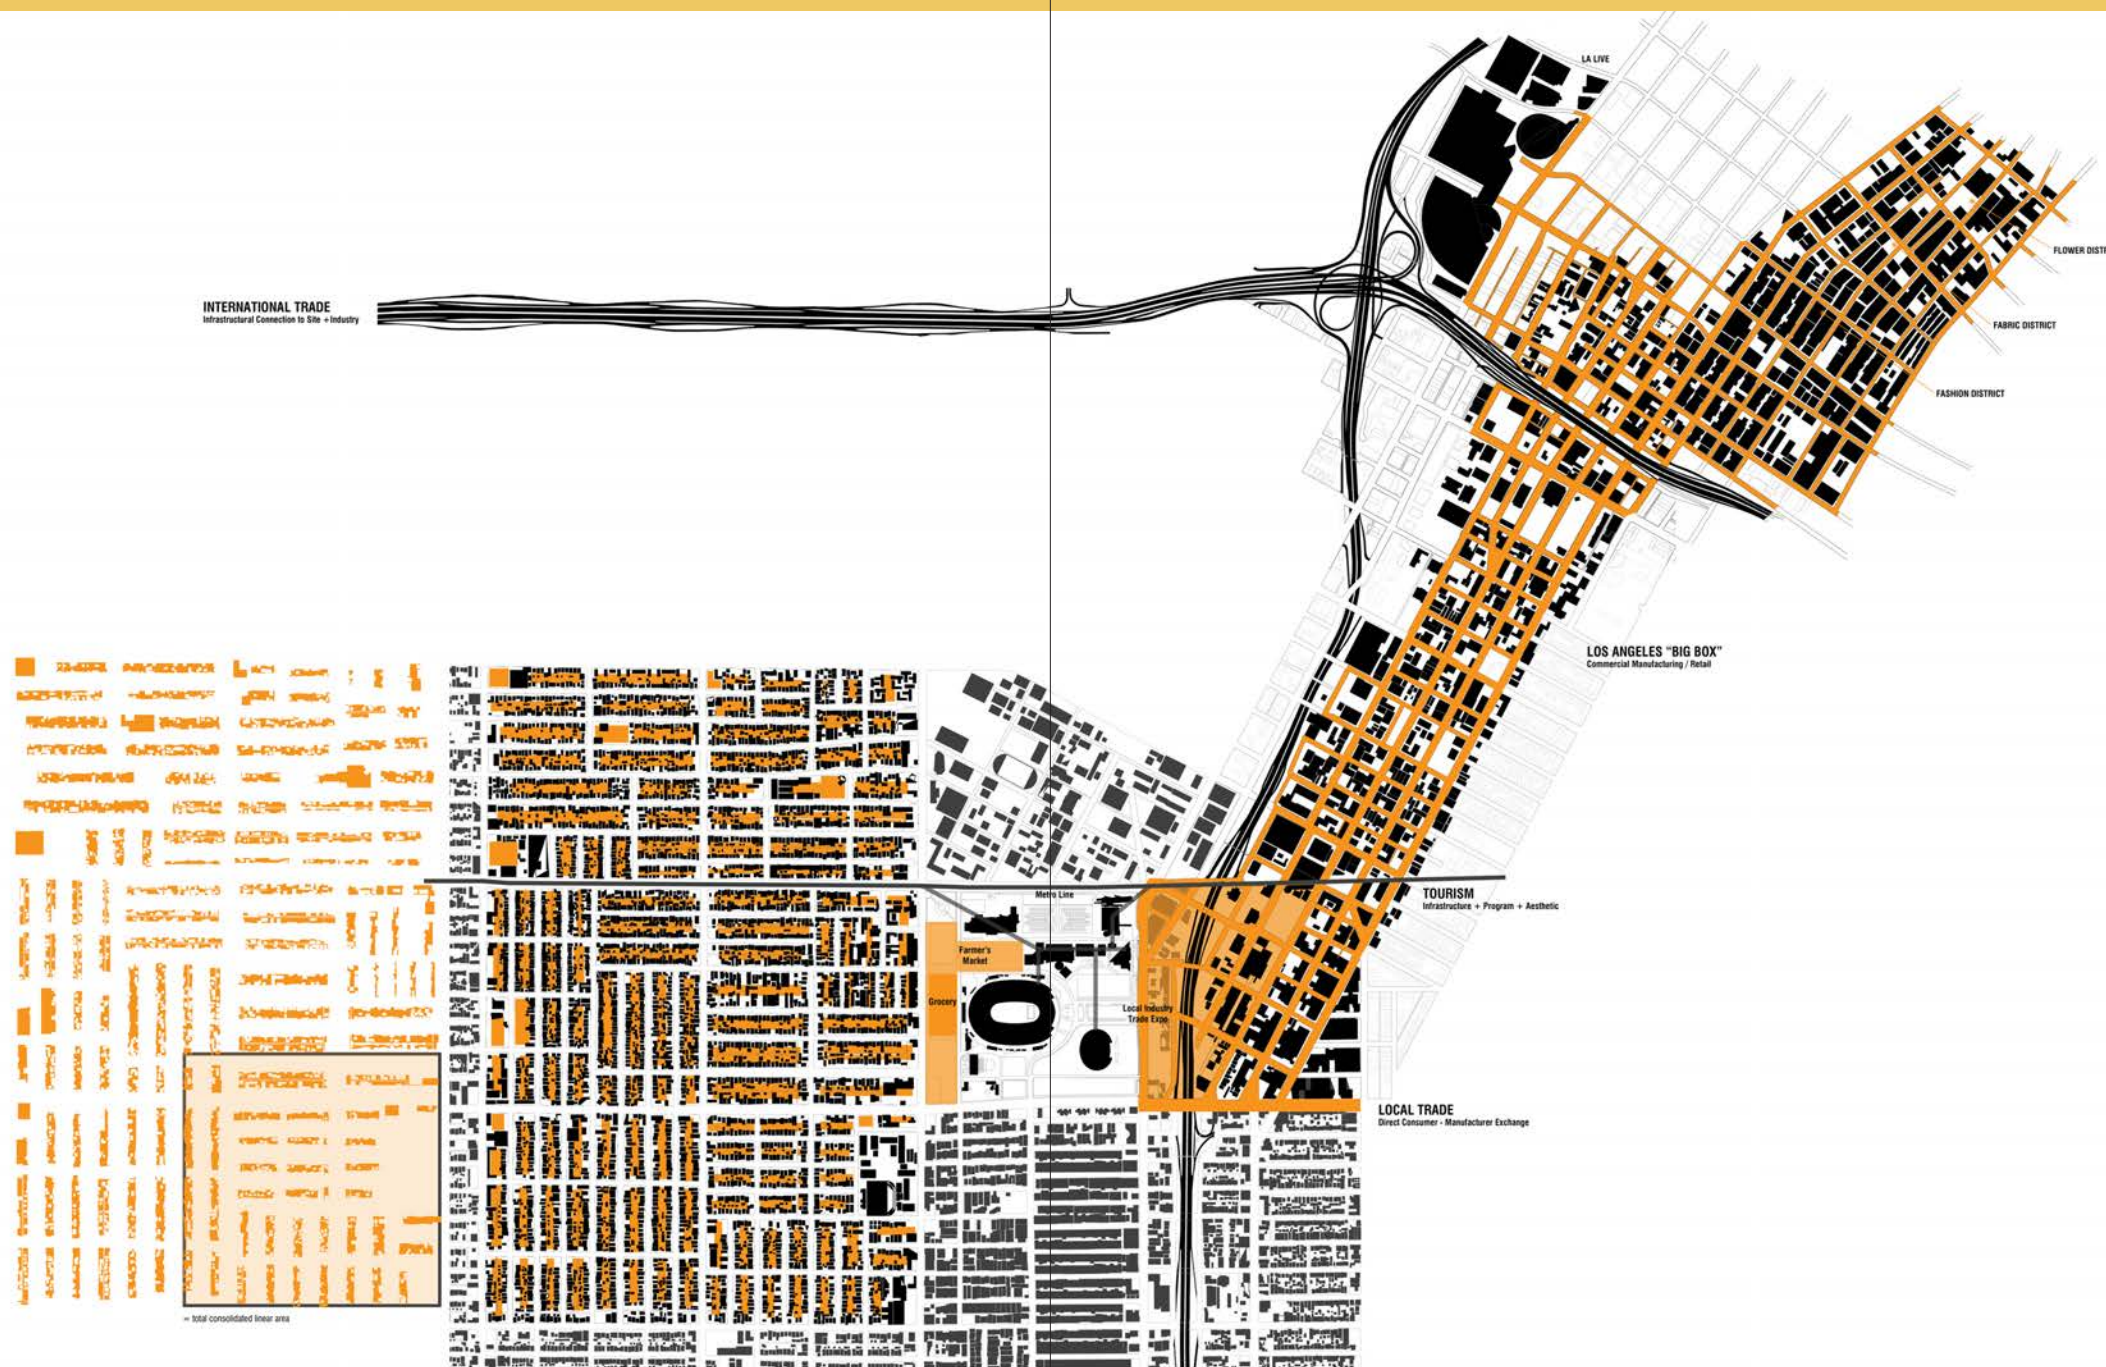 LA LIVE
FLOWER
INTERNATIONAL TRADE
Infrastructural Connection to Site + Industry
FABRIC DISTRICT
FASHION DISTRICT
LOS ANGELES "BIG BOX"
Commercial Manufacturing / Retail
Metro Line
TOURISM
Infrastructure + Program + Aesthetic
Farmer's
Market
Grocery
Local Industry
Trade Expo
LOCAL TRADE
Direct Consumer - Manufacturer Exchange
= total consolidated linear area